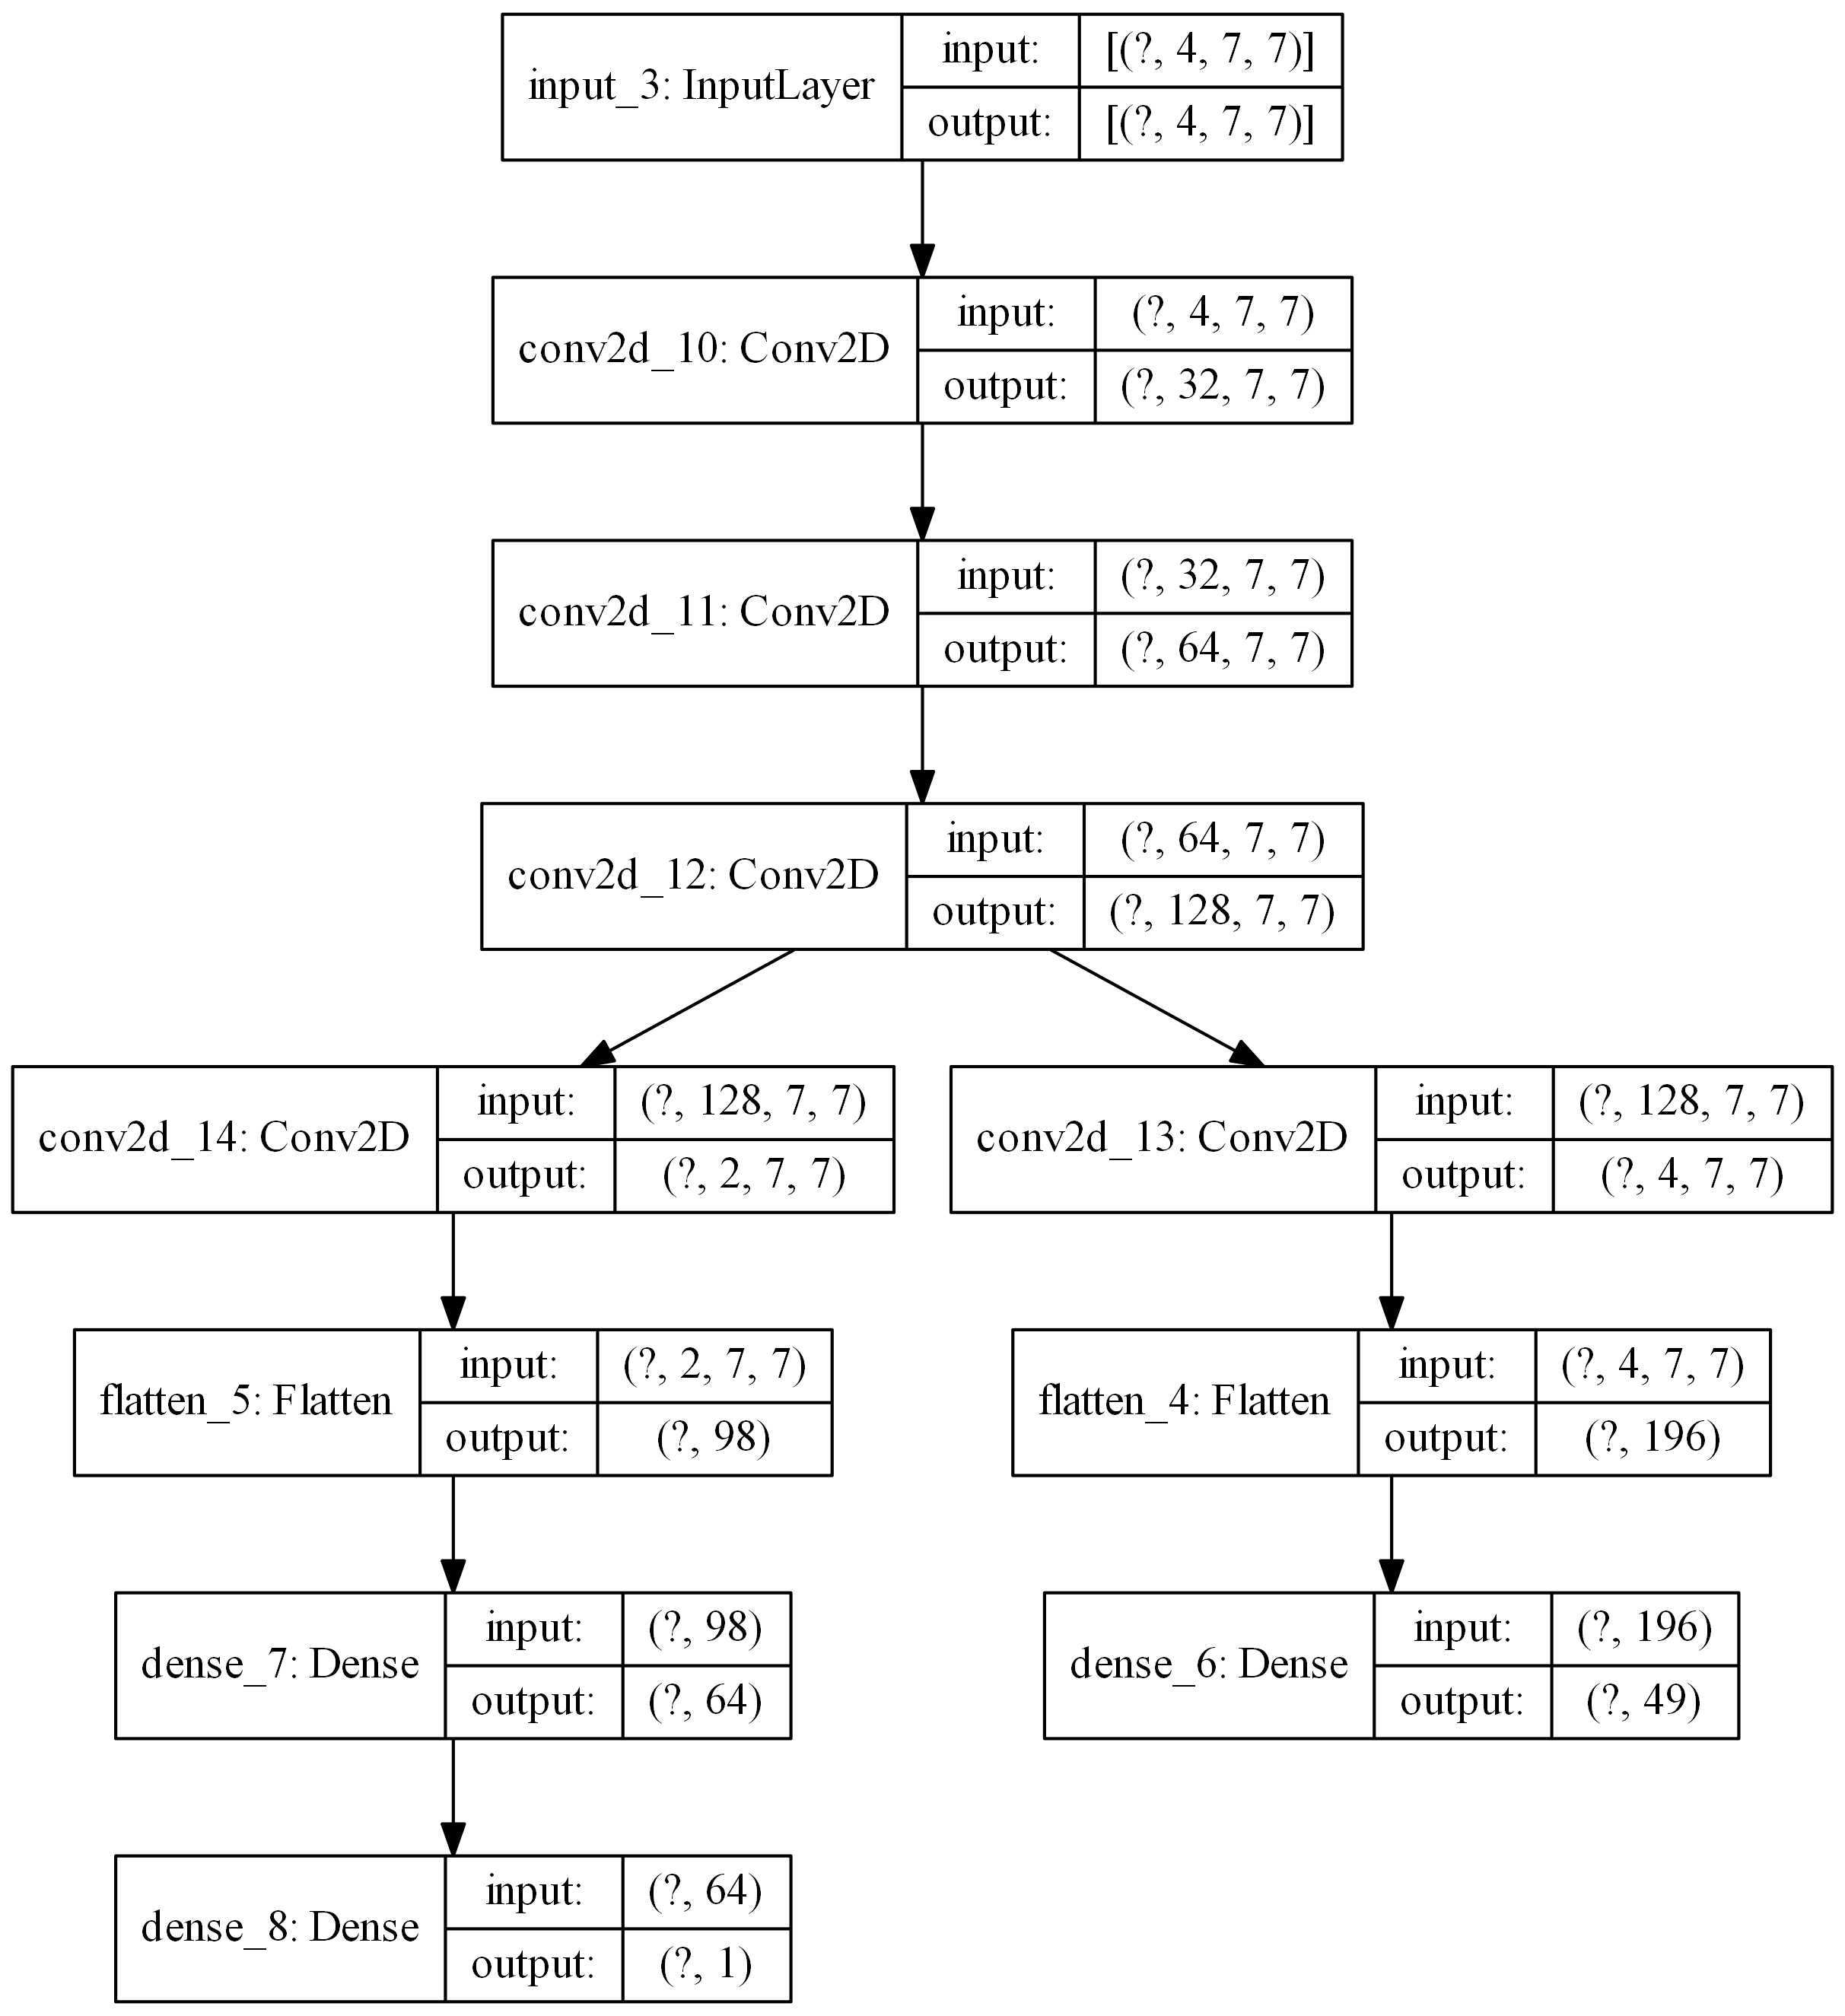 input_3: InputLayer
input: [(?, 4, 7, 7)]
output: [(?, 4, 7, 7)]
conv2d_10: Conv2D
input: (?, 4, 7, 7)
output: (?, 32, 7, 7)
conv2d_11: Conv2D
input: (?, 32, 7, 7)
output: (?, 64, 7, 7)
conv2d_12: Conv2D
input: (?, 64, 7, 7)
output: (?, 128, 7, 7)
conv2d_14: Conv2D
input: (?, 128, 7, 7)
output: (?, 2, 7, 7)
conv2d_13: Conv2D
input: (?, 128, 7, 7)
output: (?, 4, 7, 7)
flatten_5: Flatten
input: (?, 2, 7, 7)
output: (?, 98)
flatten_4: Flatten
input: (?, 4, 7, 7)
output: (?, 196)
dense_7: Dense
input: (?, 98)
output: (?, 64)
dense_6: Dense
input: (?, 196)
output: (?, 49)
dense_8: Dense
input: (?, 64)
output: (?, 1)